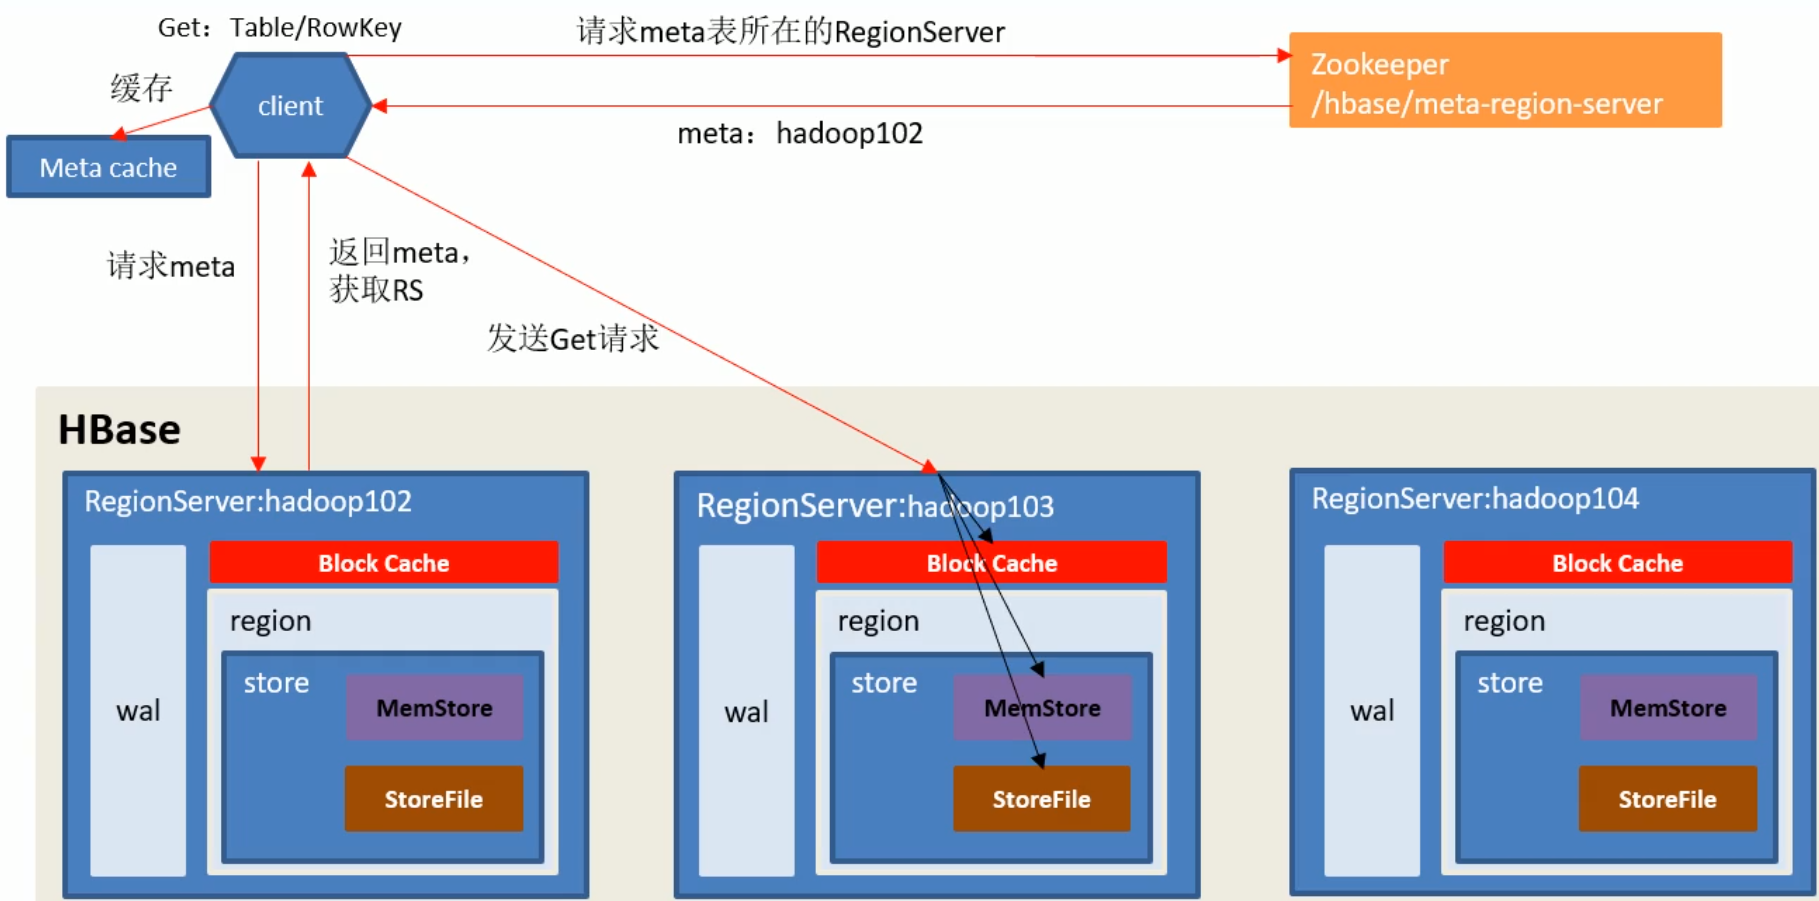 Get：Table/RowKey
请求meta表所在的RegionServer
Zookeeper
/hbase/meta-region-server
缓存
client
meta：hadoop102
Meta cache
请求meta
返回meta，
获取RS
发送Get请求
HBase
RegionServer:hadoop102
Block Cache
region
store
MemStore
wal
StoreFile
RegionServer:hadoop103
Block Cache
region
store
MemStore
wal
StoreFile
RegionServer:hadoop104
Block Cache
region
store
MemStore
wal
StoreFile